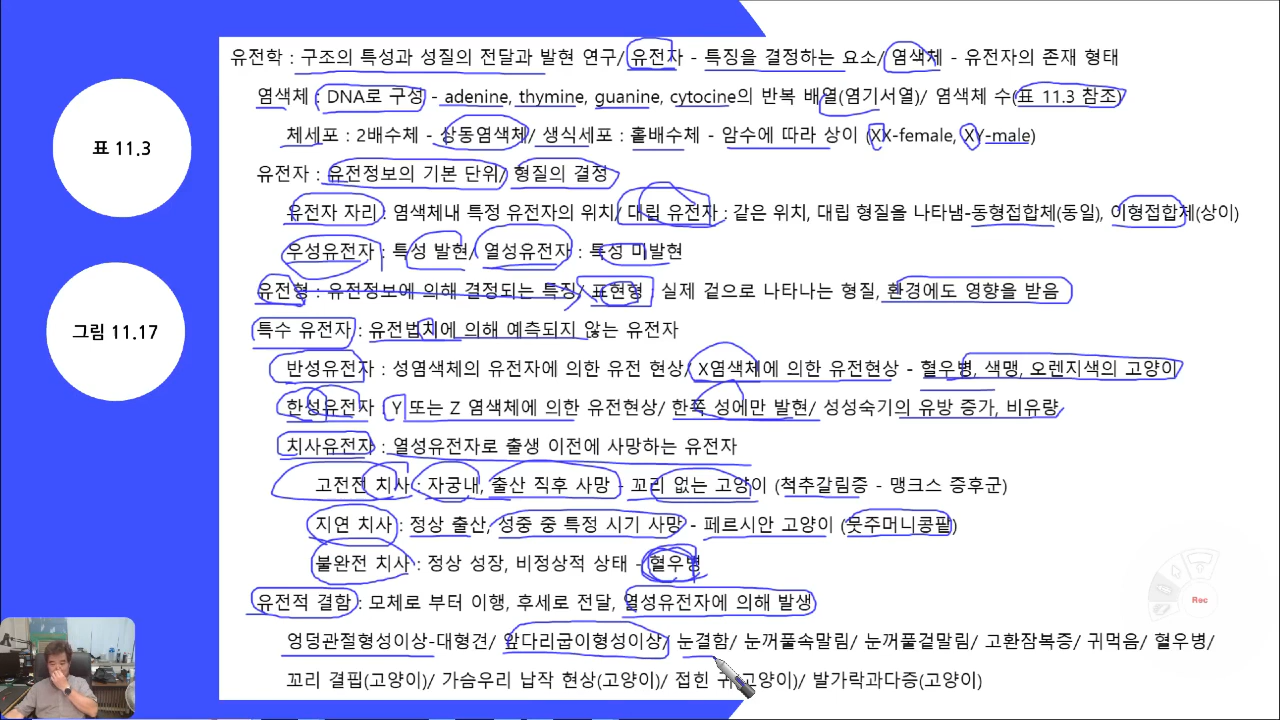 표 11.3
그림 11.17
유전학 : 구조의 특성과 성질의 전달과 발현 연구/ 유전자 - 특징을 결정하는 요소/ 염색체 - 유전자의 존재 형태
염색체 : DNA로 구성 - adenine, thymine, guanine, cytocine의 반복 배열(염기서열)/ 염색체 수(표 11.3 참조)
체세포 : 2배수체 - 상동염색체/ 생식세포 : 홑배수체 - 암수에 따라 상이 (XX-female, XY-male)
유전자 : 유전정보의 기본 단위/ 형질의 결정
유전자 자리 : 염색체내 특정 유전자의 위치/ 대립 유전자 : 같은 위치, 대립 형질을 나타냄-동형접합체(동일), 이형접합체(상이)
우성유전자 : 특성 발현/ 열성유전자 : 특성 미발현
유전형 : 유전정보에 의해 결정되는 특징/ 표현형 : 실제 겉으로 나타나는 형질, 환경에도 영향을 받음
특수 유전자 : 유전법치에 의해 예측되지 않는 유전자
반성유전자 : 성염색체의 유전자에 의한 유전 현상/ X염색체에 의한 유전현상 - 혈우병, 색맹, 오렌지색의 고양이
한성유전자 : Y 또는 Z 염색체에 의한 유전현상/ 한쪽 성에만 발현/ 성성숙기의 유방 증가, 비유량
치사유전자 : 열성유전자로 출생 이전에 사망하는 유전자
고전전 치사 : 자궁내, 출산 직후 사망 - 꼬리 없는 고양이 (척추갈림증 - 맹크스 증후군)
지연 치사 : 정상 출산, 성중 중 특정 시기 사망 - 페르시안 고양이 (뭇주머니콩팥)
불완전 치사 : 정상 성장, 비정상적 상태 - 혈우병
유전적 결함 : 모체로 부터 이행, 후세로 전달, 열성유전자에 의해 발생
엉덩관절형성이상-대형견/ 앞다리굽이형성이상/ 눈결함/ 눈꺼풀속말림/ 눈꺼풀겉말림/ 고환잠복증/ 귀먹음/ 혈우병/
꼬리 결핍(고양이)/ 가슴우리 납작 현상(고양이)/ 접힌 귀(고양이)/ 발가락과다증(고양이)
Rec